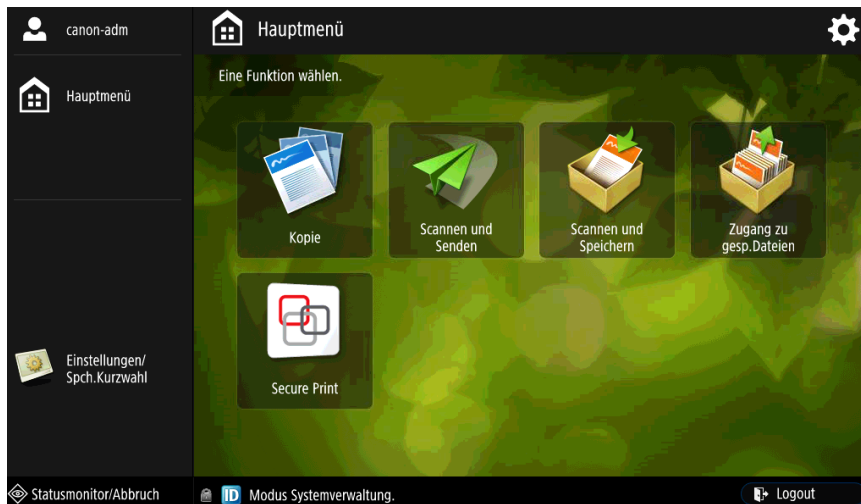 canon-adm
Hauptmenü
Hauptmenü
Eine Funktion wählen.
Kopie
Scannen und
Senden
Scannen und
Speichern
Zugang zu
gesp.Dateien
Secure Print
Einstellungen/
Spch.Kurzwahl
Statusmonitor/Abbruch
ID
Modus Systemverwaltung.
Logout